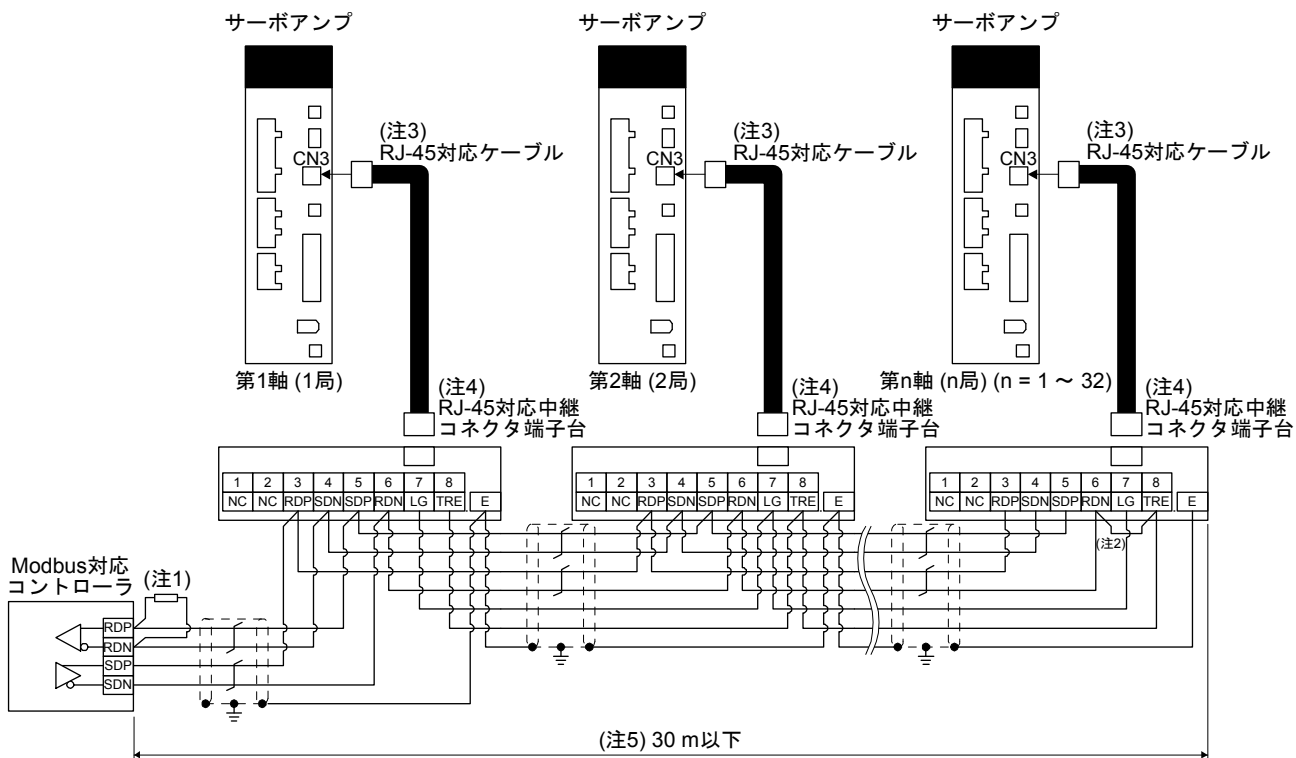 サーボアンプ
サーボアンプ
サーボアンプ
(注3)
RJ-45対応ケーブル
CN3
(注3)
RJ-45対応ケーブル
CN3
(注3)
RJ-45対応ケーブル
CN3
第1軸 (1局)
(注4)
RJ-45対応中継
コネクタ端子台
第2軸 (2局)
(注4)
RJ-45対応中継
コネクタ端子台
第n軸 (n局) (n = 1 ～ 32)
(注4)
RJ-45対応中継
コネクタ端子台
1 2 3 4 5 6 7 8
NC NC RDP SDN SDP RDN LG TRE E
1 2 3 4 5 6 7 8
NC NC RDP SDN SDP RDN LG TRE E
1 2 3 4 5 6 7 8
NC NC RDP SDN SDP RDN LG TRE E
(注2)
Modbus対応
コントローラ
(注1)
RDP
RDN
SDP
SDN
(注5) 30 m以下